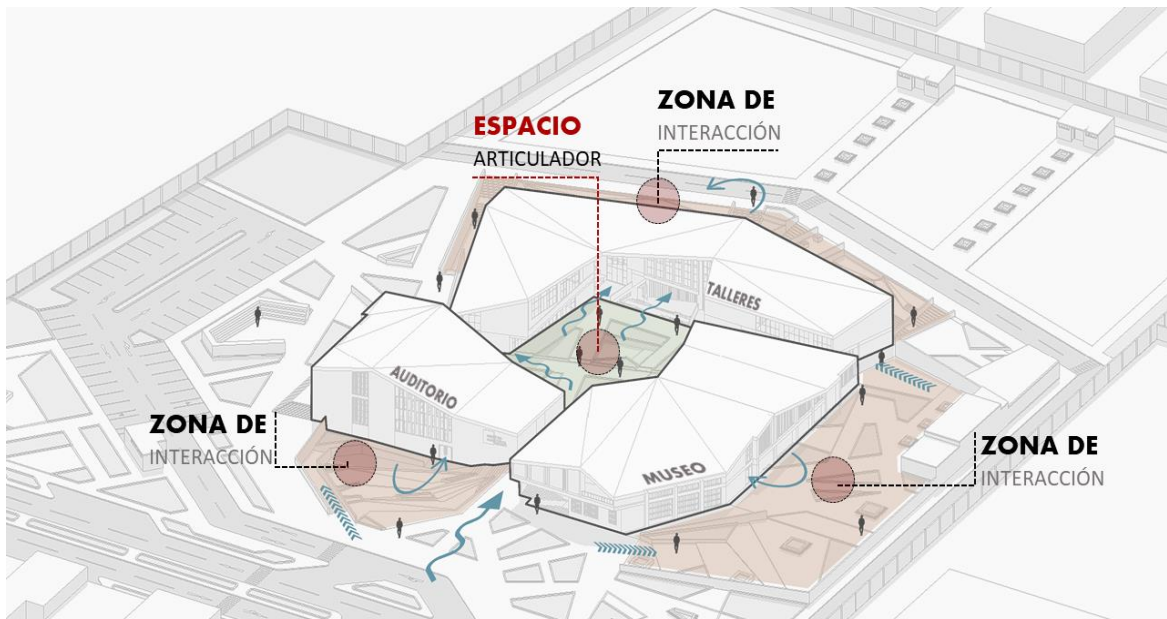 ZONA DE
INTERACCIÓN
ESPACIO
ARTICULADOR
TALLERES
AUDITORIO
ZONA DE
INTERACCIÓN
MUSEO
ZONA DE
INTERACCIÓN